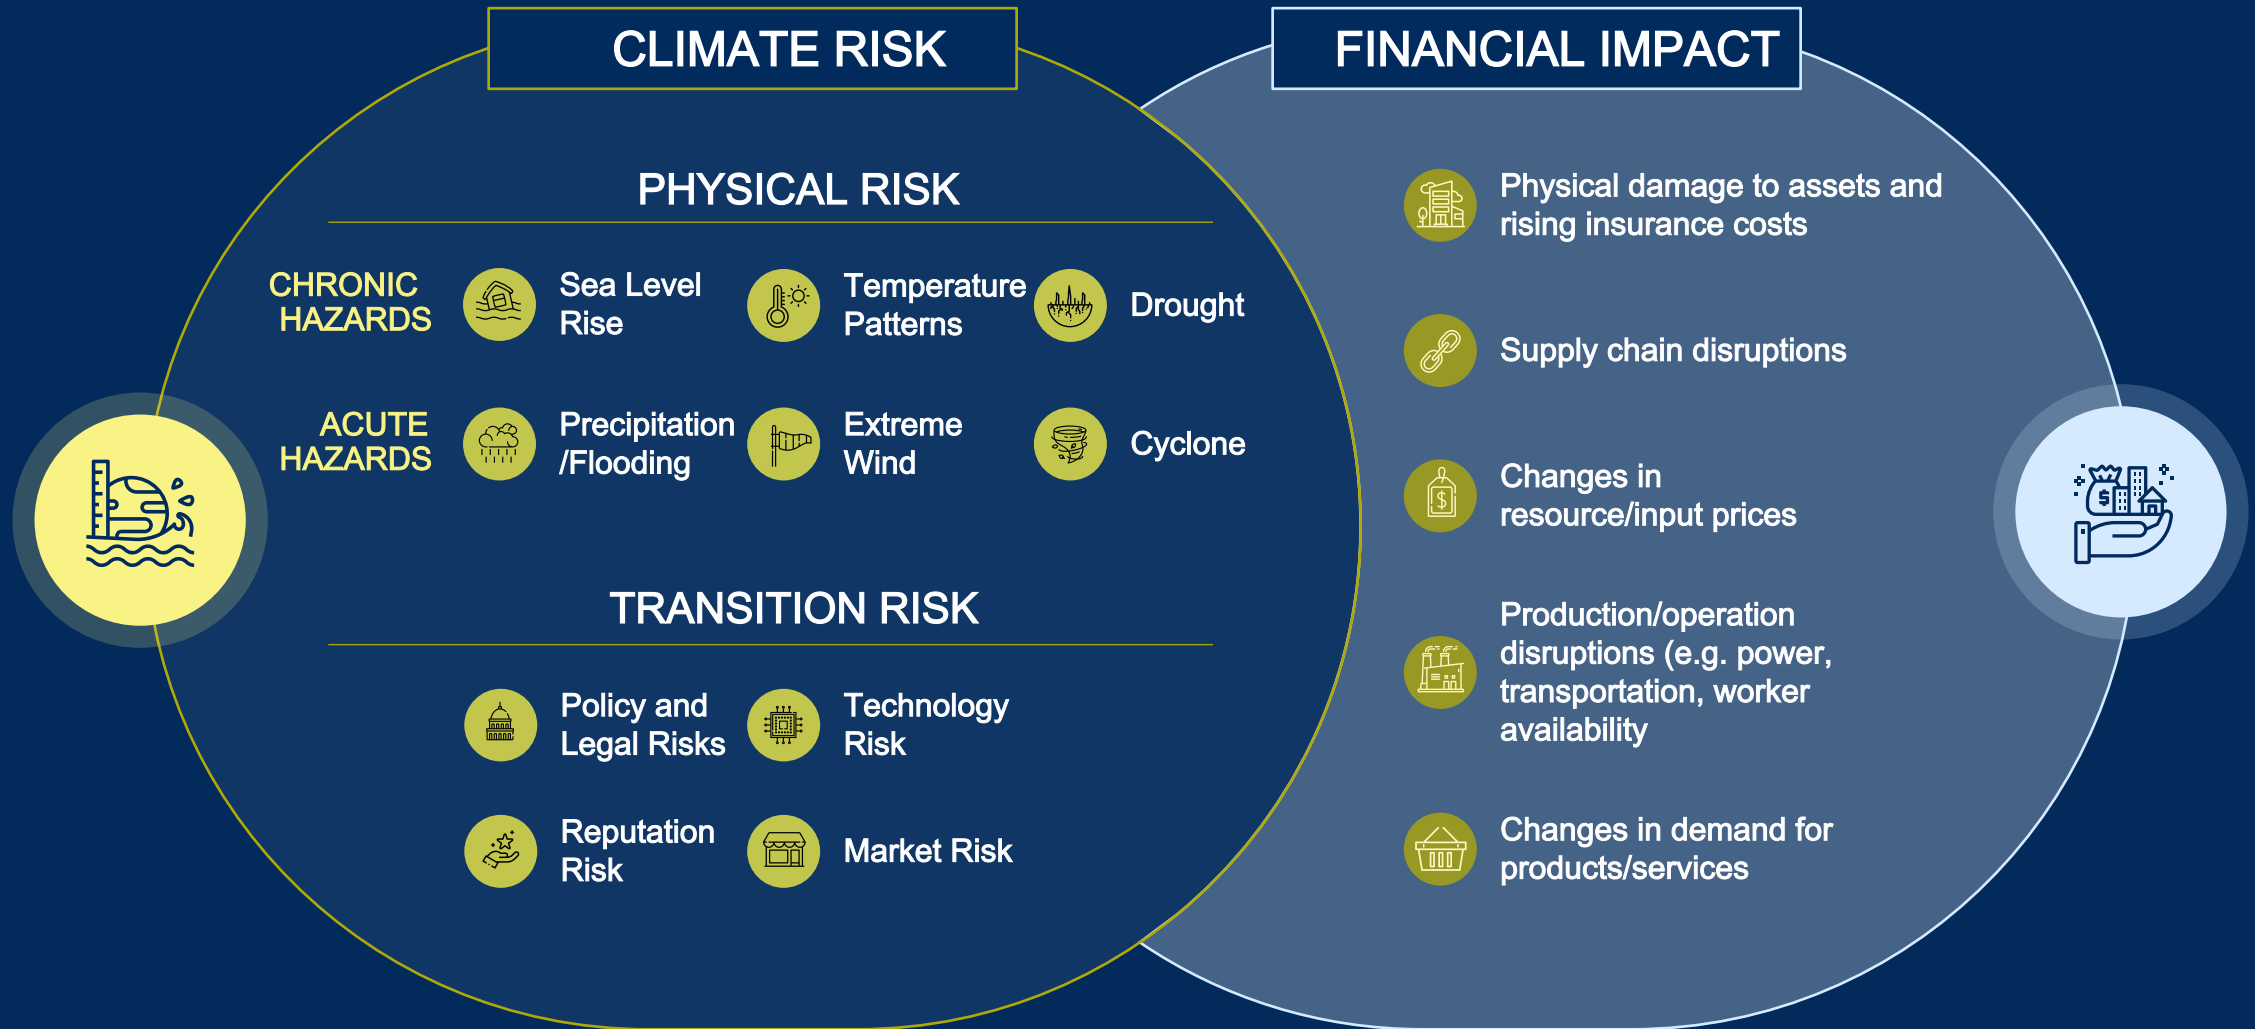 CLIMATE RISK
PHYSICAL RISK
CHRONIC
HAZARDS
Sea Level
Rise
Temperature
Patterns
Drought
ACUTE
HAZARDS
Precipitation
/Flooding
Extreme
Wind
Cyclone
TRANSITION RISK
Policy and
Legal Risks
Technology
Risk
Reputation
Risk
Market Risk
FINANCIAL IMPACT
Physical damage to assets and
rising insurance costs
Supply chain disruptions
$
Changes in
resource/input prices
Production/operation
disruptions (e.g. power,
transportation, worker
availability
Changes in demand for
products/services
$